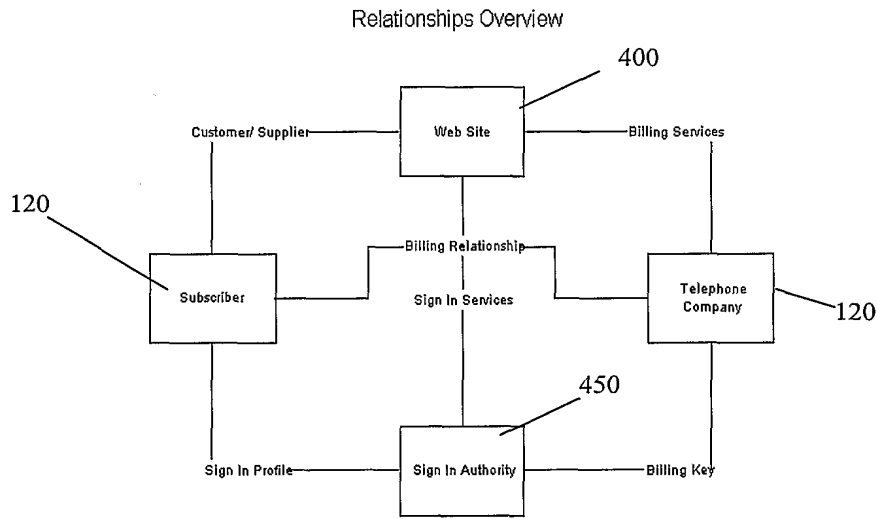 Relationships Overview
400
Customer/ Supplier
Web Site
Billing Services
120
Billing Relationship
Subscriber
Sign In Services
Telephone
Company
120
450
Sign In Profile
Sign In Authority
Billing Key